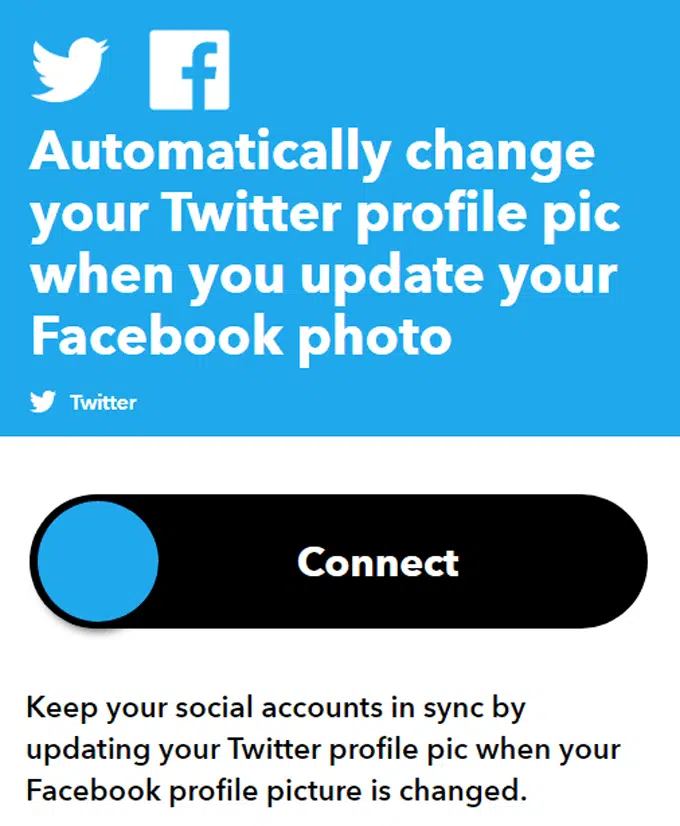 Automatically change
your Twitter profile pic
when you update your
Facebook photo
Twitter
Connect
Keep your social accounts in sync by
updating your Twitter profile pic when your
Facebook profile picture is changed.